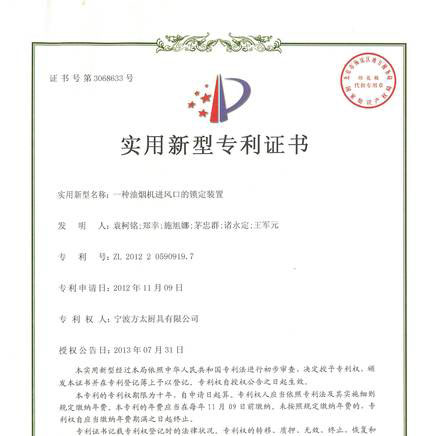 证书号第3068633号
实用新型专利证书
实用新型名称：一种油烟机进风口的锁定装置
发明人：袁柯铭;郑幸;施旭娜;茅忠群;诸永定;王军元
专利号：ZL 2012 2 0590919.7
专利申请日：2012年11月09日
专利权人：宁波方太厨具有限公司
授权公告日：2013年07月31日
本实用新型经过本局依照中华人民共和国专利法进行初步审查，决定授予专利权，颁
发本证书并在专利登记簿上予以登记。专利权自授权公告之日起生效。
本专利的专利权期限为十年，自申请日起算。专利权人应当依照专利法及其实施细则
规定缴纳年费。本专利的年费应当在每年11月09日前缴纳。未按照规定缴纳年费的，专
利权自应当缴纳年费期满之日起终止。
专利证书记载专利权登记时的法律状况。专利权的转移、质押、无效、终止、恢复和